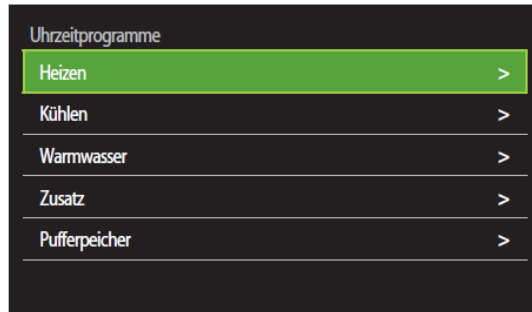 Uhrzeitprogramme
Heizen >
Kühlen >
Warmwasser >
Zusatz >
Pufferpeicher >